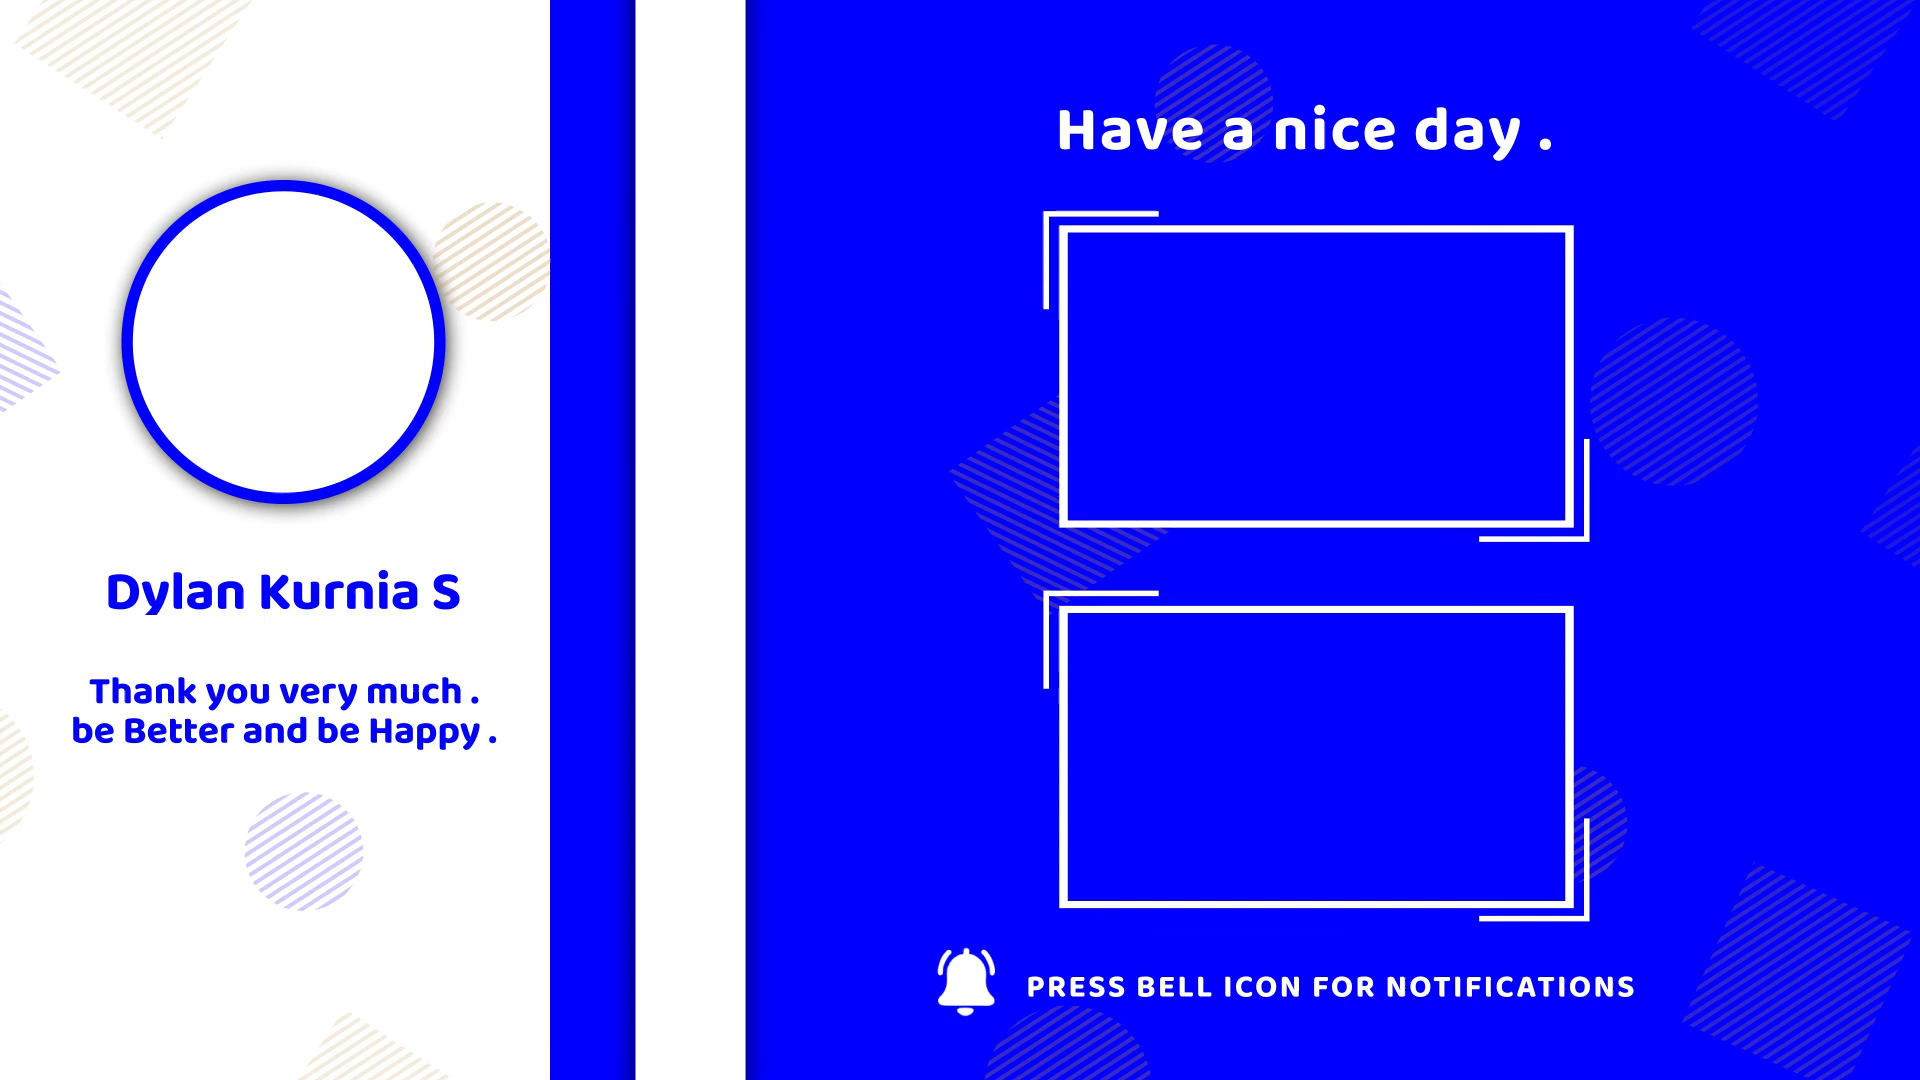 Dylan Kurnia S
Thank you very much .
be Better and be Happy .
Have a nice day .
PRESS BELL ICON FOR NOTIFICATIONS